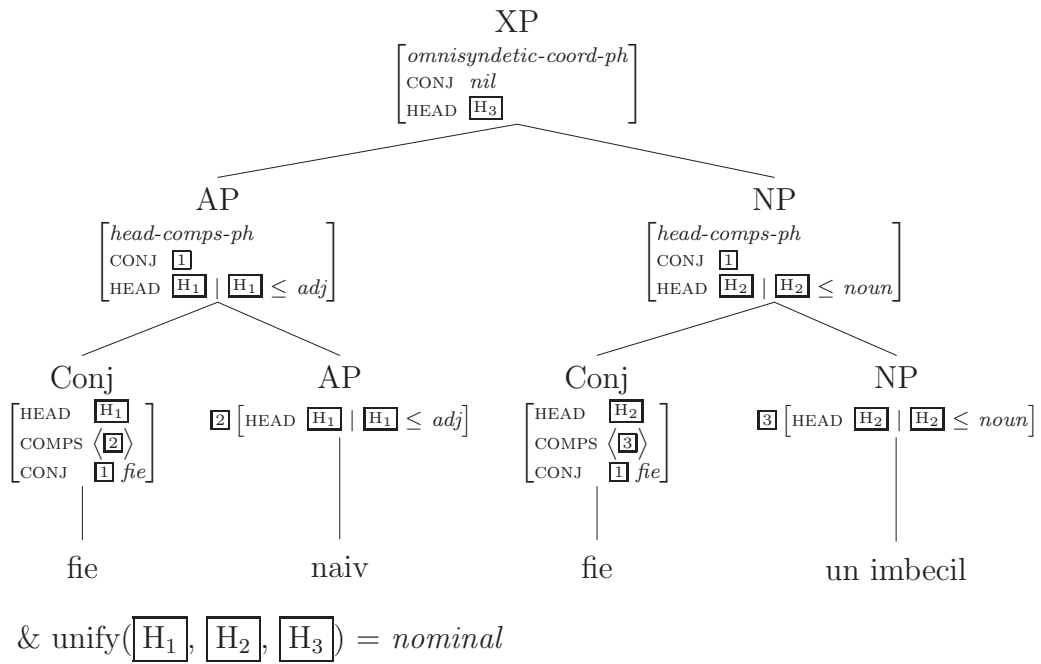 XP
omnisyndetic-coord-ph
CONJ nil
HEAD H₃
AP NP
head-comps-ph head-comps-ph
CONJ 1 CONJ 1
HEAD H₁ | H₁ ≤ adj HEAD H₂ | H₂ ≤ noun
Conj AP Conj NP
HEAD H₁ 2 [HEAD H₁ | H₁ ≤ adj] HEAD H₂ 3 [HEAD H₂ | H₂ ≤ noun]
COMPS ⟨2⟩ COMPS ⟨3⟩
CONJ 1 fie CONJ 1 fie
fie naiv fie un imbecil
& unify(H₁, H₂, H₃) = nominal